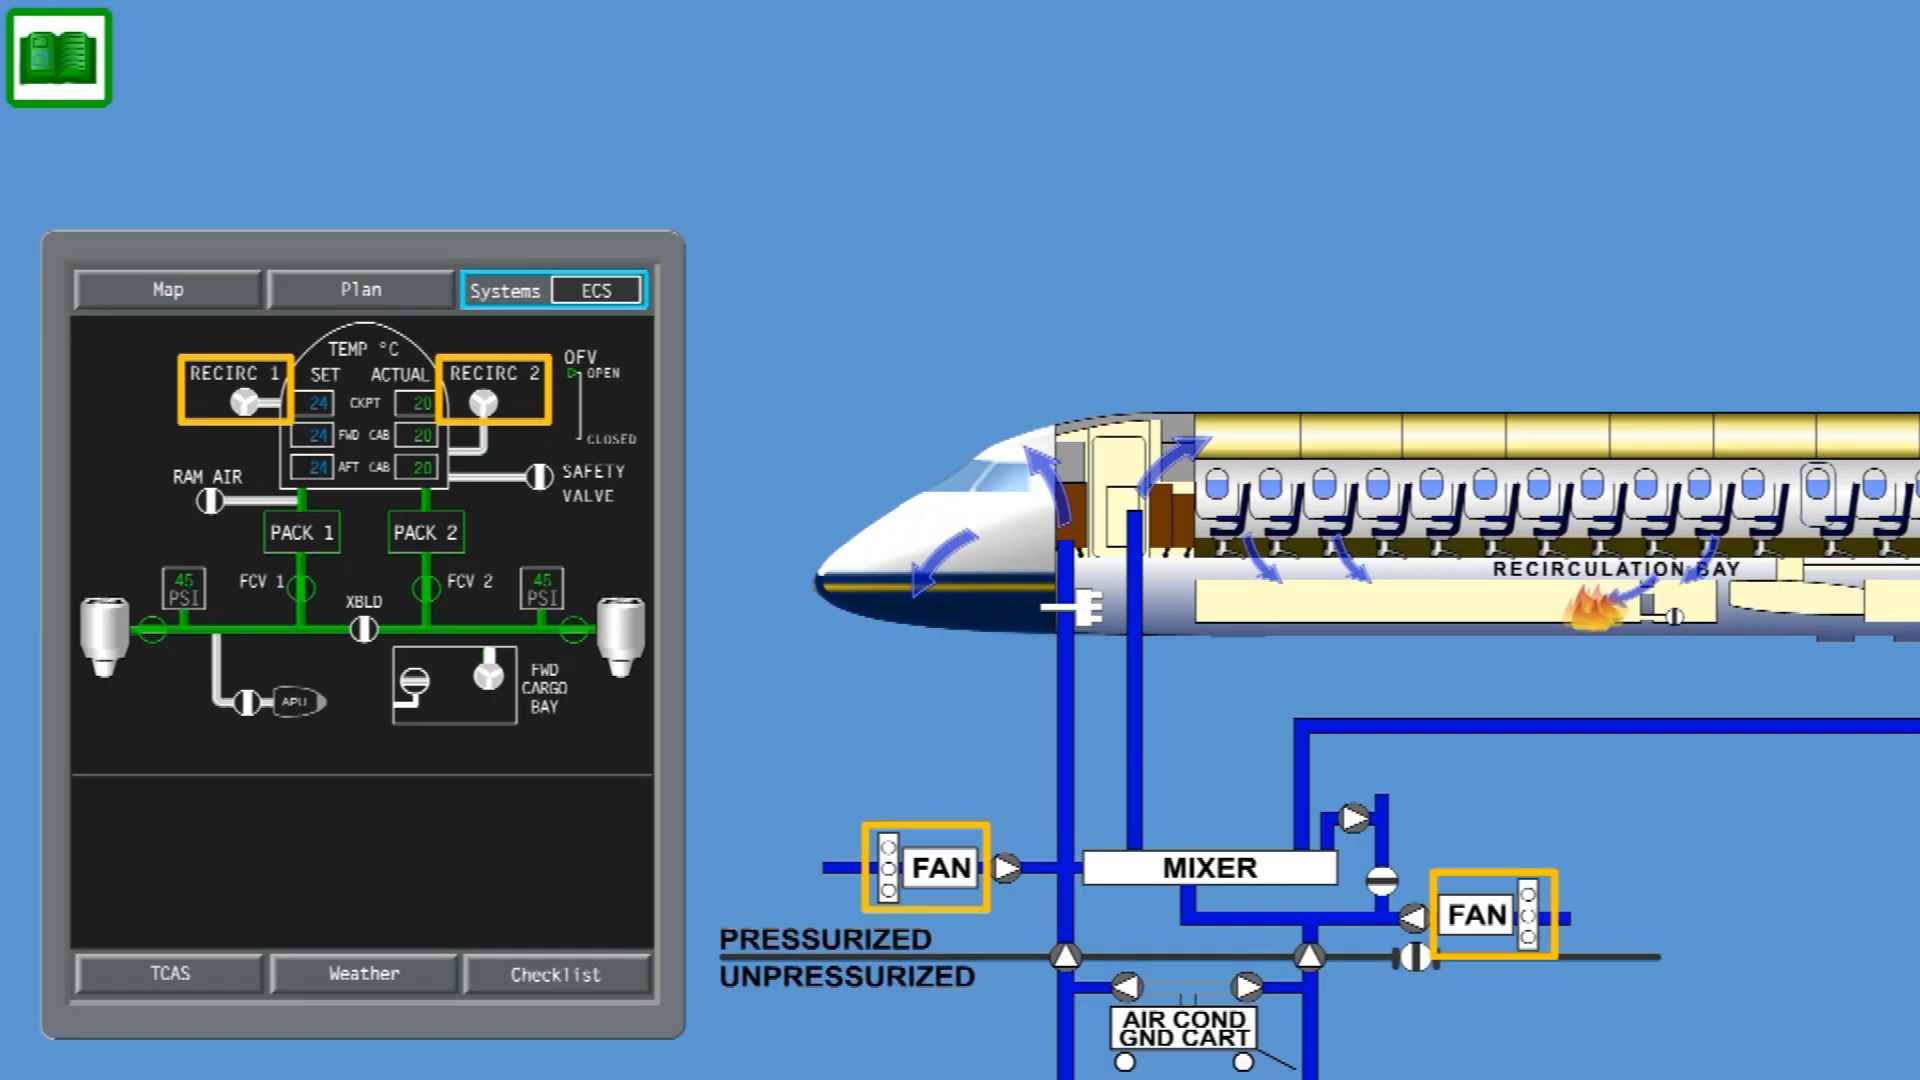 Map
Plan
Systems ECS
TEMP °C
RECIRC 1
SET ACTUAL
RECIRC 2
OFV
OPEN
24 CKPT 20
24 FWD CAB 20
CLOSED
24 AFT CAB 20
RAM AIR
SAFETY
VALVE
PACK 1
PACK 2
45
PSI
FCV 1
FCV 2
45
PSI
XBLD
APU
FWD
CARGO
BAY
TCAS
Weather
Checklist
RECIRCULATION BAY
FAN
MIXER
FAN
PRESSURIZED
UNPRESSURIZED
AIR COND
GND CART